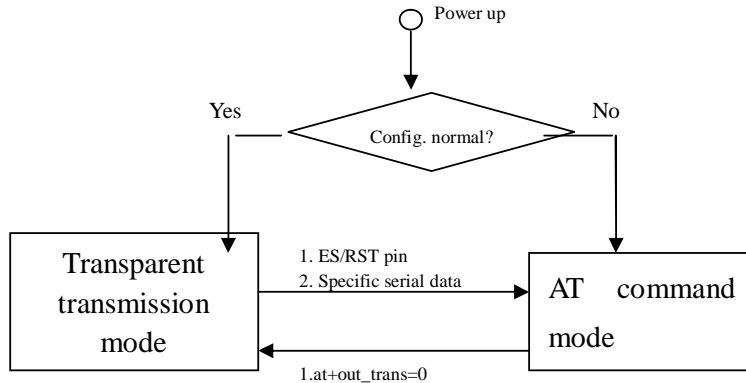 Power up
Yes
No
Config. normal?
Transparent
transmission
mode
1. ES/RST pin
2. Specific serial data
AT command
mode
1.at+out_trans=0